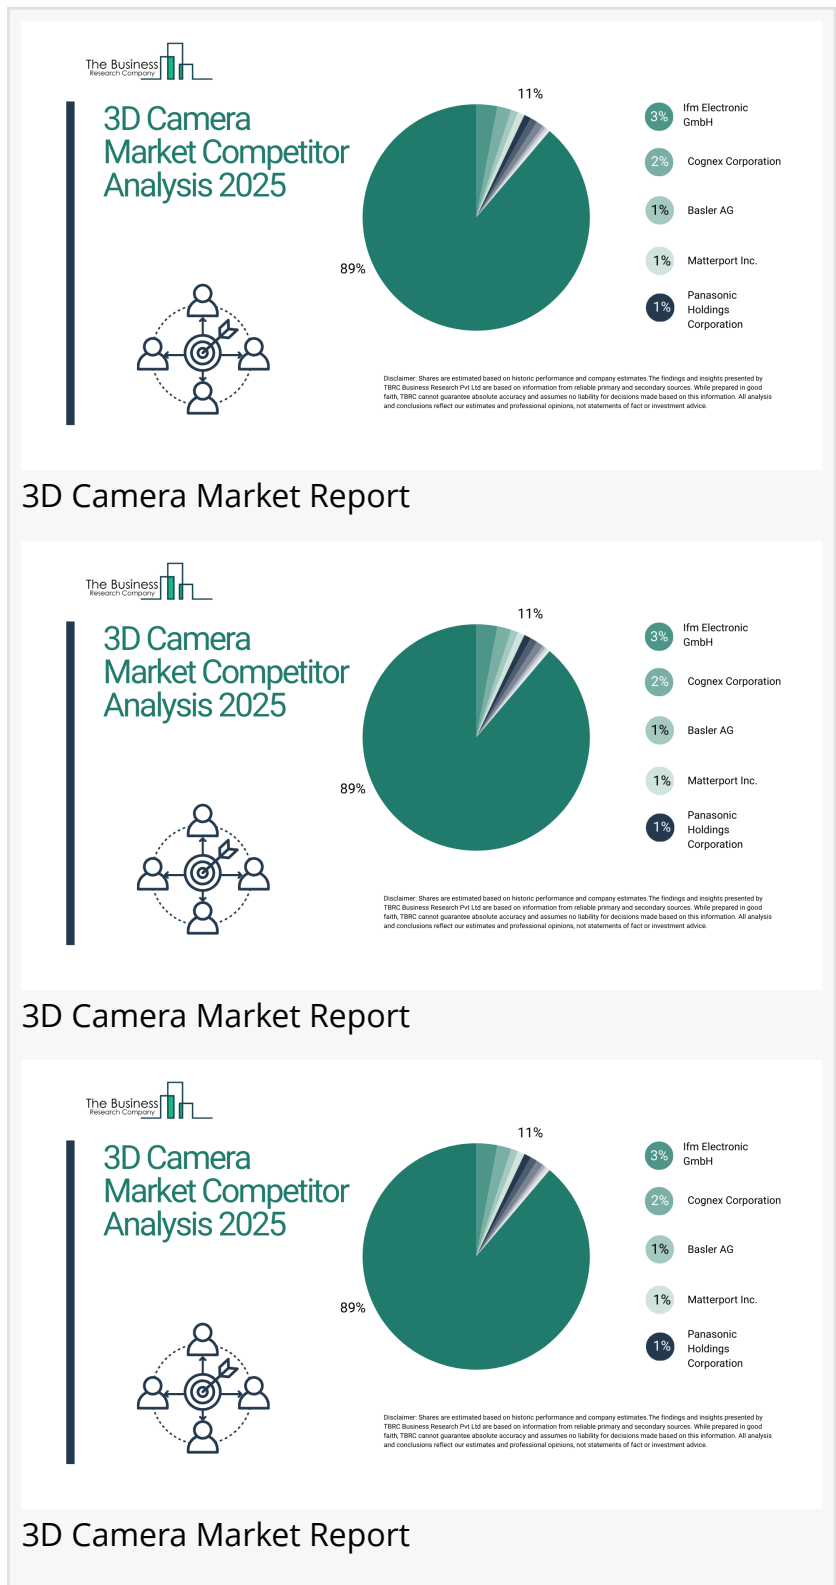 The Business
Research Company
3D Camera
Market Competitor
Analysis 2025
11%
89%
3%
Ifm Electronic
GmbH
2%
Cognex Corporation
1%
Basler AG
1%
Matterport Inc.
1%
Panasonic
Holdings
Corporation
Disclaimer: Shares are estimated based on historic performance and company estimates.The findings and insights presented by
TBRC Business Research Pvt Ltd are based on information from reliable primary and secondary sources. While prepared in good
faith, TBRC cannot guarantee absolute accuracy and assumes no liability for decisions made based on this information. All analysis
and conclusions reflect our estimates and professional opinions, not statements of fact or investment advice.
3D Camera Market Report
The Business
Research Company
3D Camera
Market Competitor
Analysis 2025
11%
89%
3%
Ifm Electronic
GmbH
2%
Cognex Corporation
1%
Basler AG
1%
Matterport Inc.
1%
Panasonic
Holdings
Corporation
Disclaimer: Shares are estimated based on historic performance and company estimates.The findings and insights presented by
TBRC Business Research Pvt Ltd are based on information from reliable primary and secondary sources. While prepared in good
faith, TBRC cannot guarantee absolute accuracy and assumes no liability for decisions made based on this information. All analysis
and conclusions reflect our estimates and professional opinions, not statements of fact or investment advice.
3D Camera Market Report
The Business
Research Company
3D Camera
Market Competitor
Analysis 2025
11%
89%
3%
Ifm Electronic
GmbH
2%
Cognex Corporation
1%
Basler AG
1%
Matterport Inc.
1%
Panasonic
Holdings
Corporation
Disclaimer: Shares are estimated based on historic performance and company estimates.The findings and insights presented by
TBRC Business Research Pvt Ltd are based on information from reliable primary and secondary sources. While prepared in good
faith, TBRC cannot guarantee absolute accuracy and assumes no liability for decisions made based on this information. All analysis
and conclusions reflect our estimates and professional opinions, not statements of fact or investment advice.
3D Camera Market Report